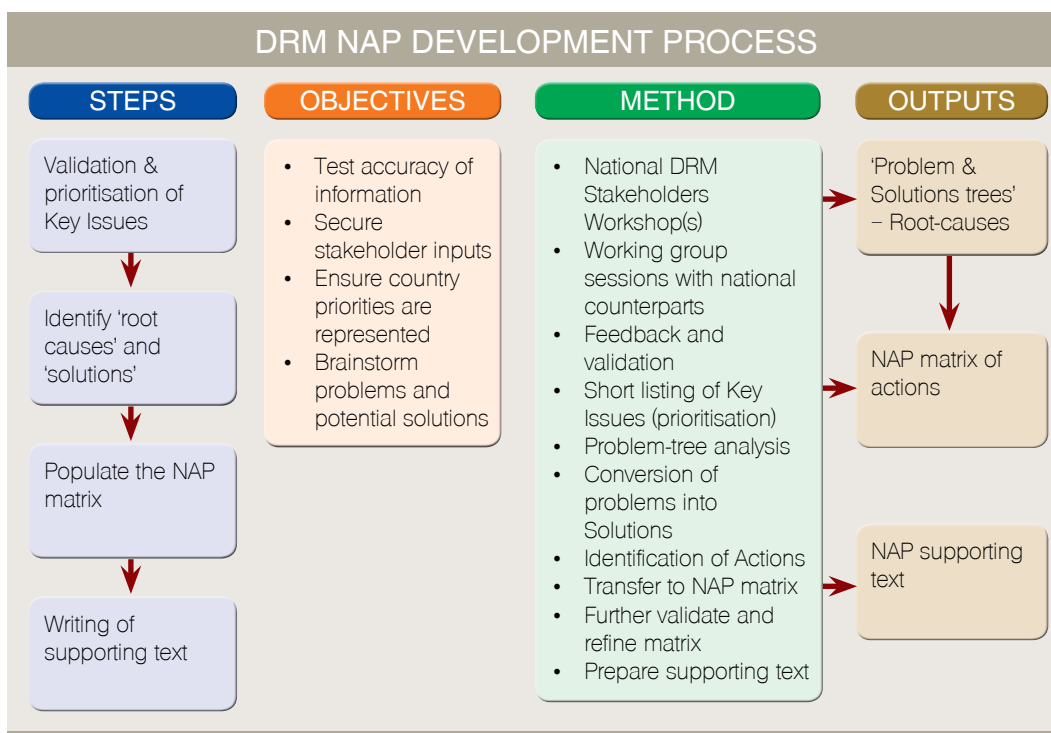 DRM NAP DEVELOPMENT PROCESS
STEPS
Validation &
prioritisation of
Key Issues
Identify ‘root
causes’ and
‘solutions’
Populate the NAP
matrix
Writing of
supporting text
OBJECTIVES
• Test accuracy of
information
• Secure
stakeholder inputs
• Ensure country
priorities are
represented
• Brainstorm
problems and
potential solutions
METHOD
• National DRM
Stakeholders
Workshop(s)
• Working group
sessions with national
counterparts
• Feedback and
validation
• Short listing of Key
Issues (prioritisation)
• Problem-tree analysis
• Conversion of
problems into
Solutions
• Identification of Actions
• Transfer to NAP matrix
• Further validate and
refine matrix
• Prepare supporting text
OUTPUTS
‘Problem &
Solutions trees’
– Root-causes
NAP matrix of
actions
NAP supporting
text